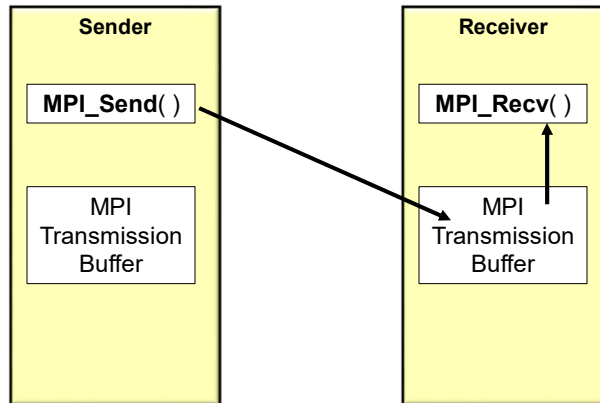 Sender
MPI_Send( )
MPI
Transmission
Buffer
Receiver
MPI_Recv( )
MPI
Transmission
Buffer